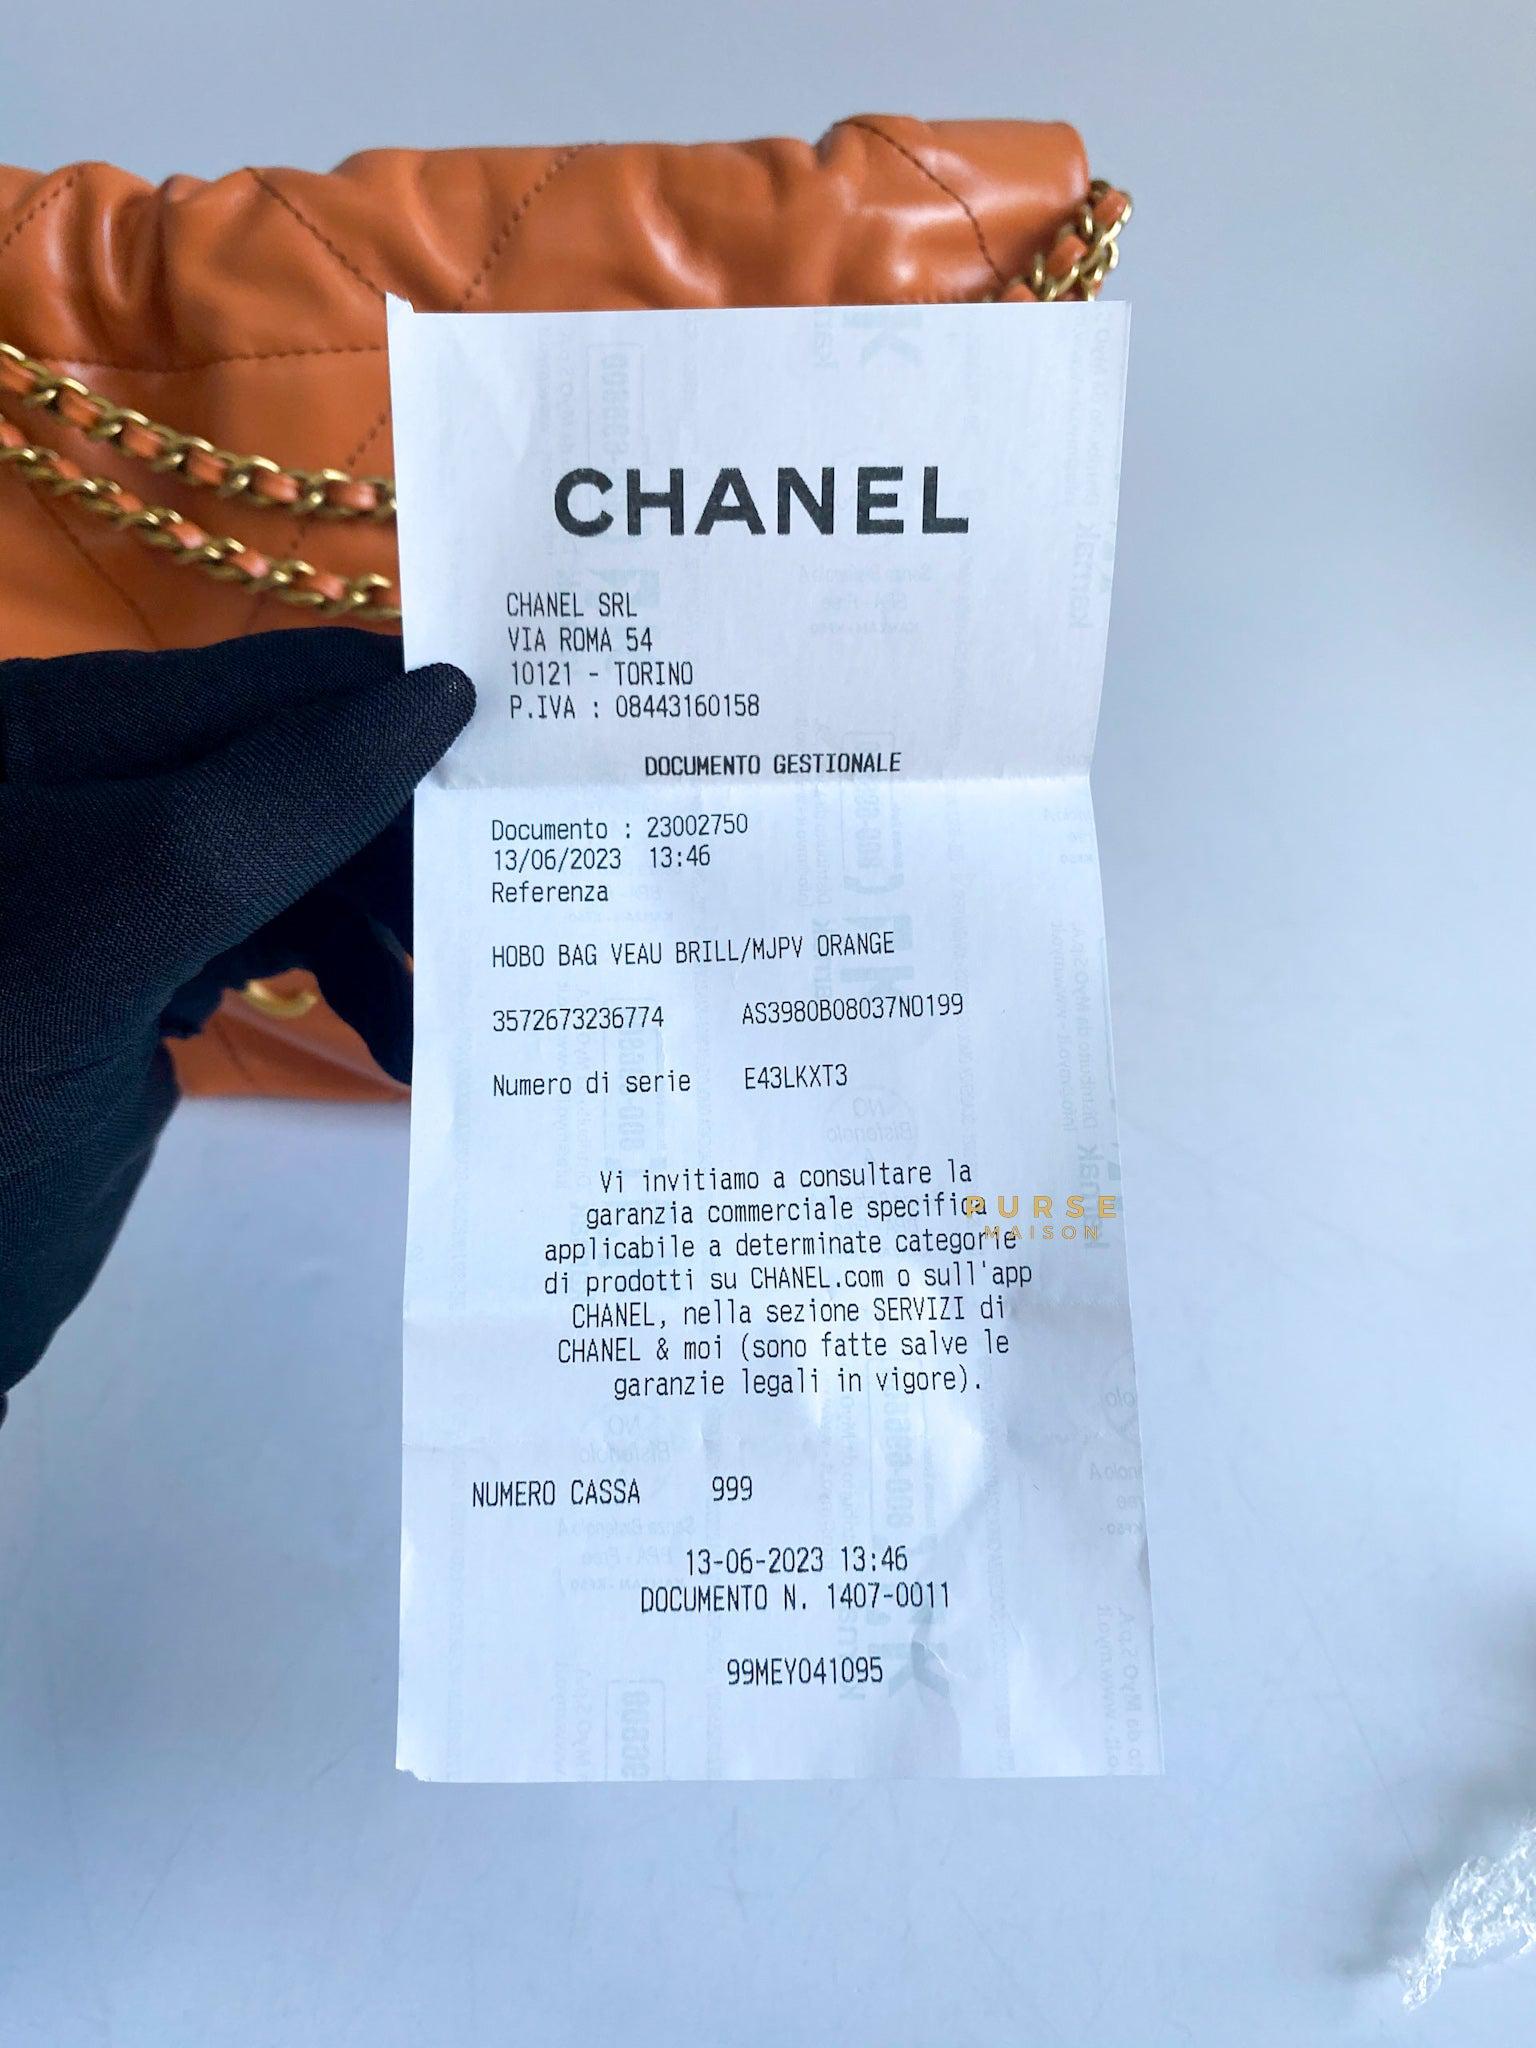 CHANEL
CHANEL SRL
VIA ROMA 54
10121 - TORINO
P.IVA : 08443160158
DOCUMENTO GESTIONALE
Documento : 23002750
13/06/2023 13:46
Referenza
HOBO BAG VEAU BRILL/MJPV ORANGE
3572673236774 AS3980B08037N0199
Numero di serie E43LKXT3
Vi invitiamo a consultare la
garanzia commerciale specifica
applicabile a determinate categorie
di prodotti su CHANEL.com o sull'app
CHANEL, nella sezione SERVIZI di
CHANEL & moi (sono fatte salve le
garanzie legali in vigore).
PURSE
MAISON
NUMERO CASSA 999
13-06-2023 13:46
DOCUMENTO N. 1407-0011
99MEY041095